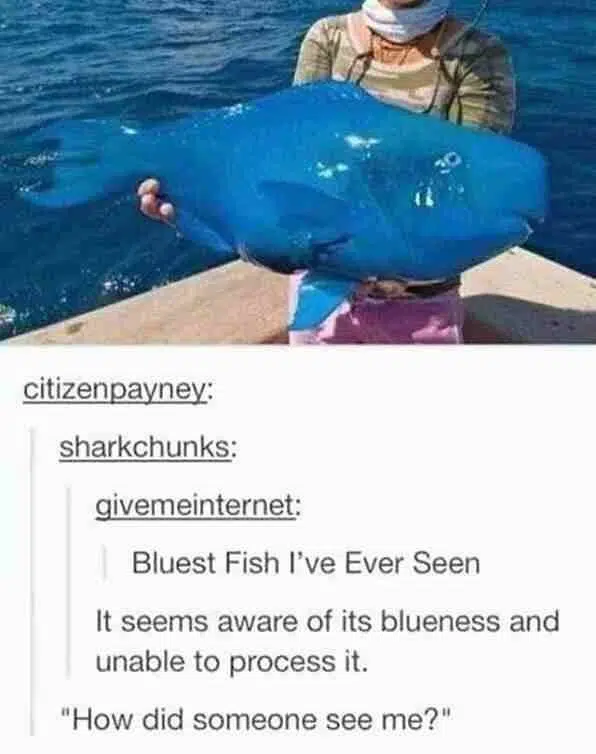 citizenpayney:
sharkchunks:
givemeinternet:
Bluest Fish I've Ever Seen
It seems aware of its blueness and
unable to process it.
"How did someone see me?"